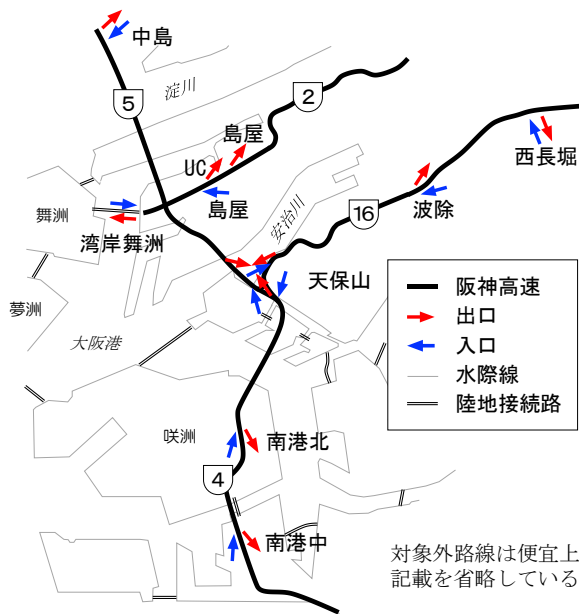 中島
淀川
5
2
島屋
UC
西長堀
舞洲
島屋
安治川
16
波除
湾岸舞洲
夢洲
天保山
大阪港
阪神高速
出口
入口
水際線
陸地接続路
咲洲
南港北
4
南港中
対象外路線は便宜上
記載を省略している